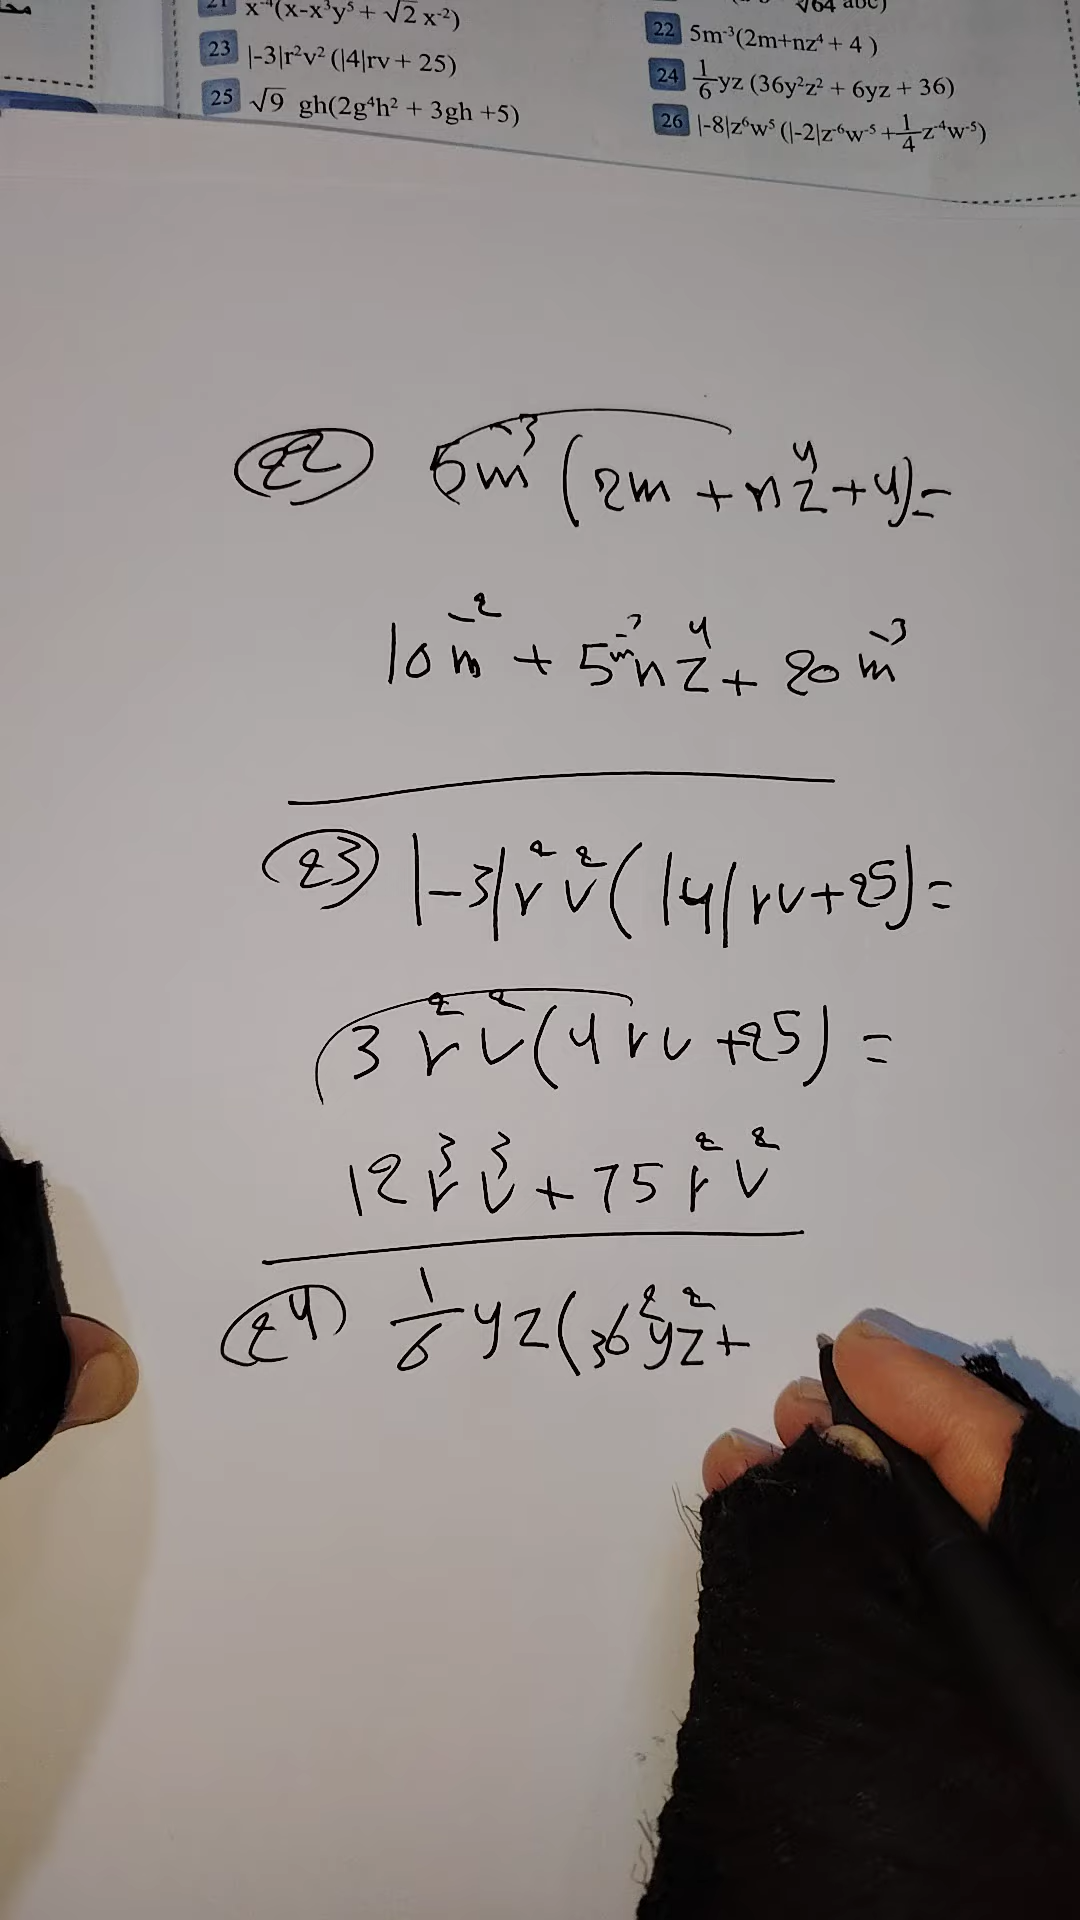 21 x⁻⁴(x-x³y⁵ + √2 x⁻²)
22 5m⁻³(2m+nz⁴ + 4 )
23 |-3|r²v² (|4|rv + 25)
24 1/6 yz (36y²z² + 6yz + 36)
25 √9 gh(2g⁴h² + 3gh +5)
26 |-8|z⁶w⁵ (|-2|z⁻⁶w⁻⁵ + 1/4 z⁻⁴w⁻⁵)
22 5m⁻³ (2m + nz⁴ + 4) =
10m⁻² + 5m⁻³nz⁴ + 20m⁻³
23 |-3|r²v² (|4|rv + 25) =
3 r²v² (4rv + 25) =
12r³v³ + 75r²v²
24 1/6 yz (36y²z² +